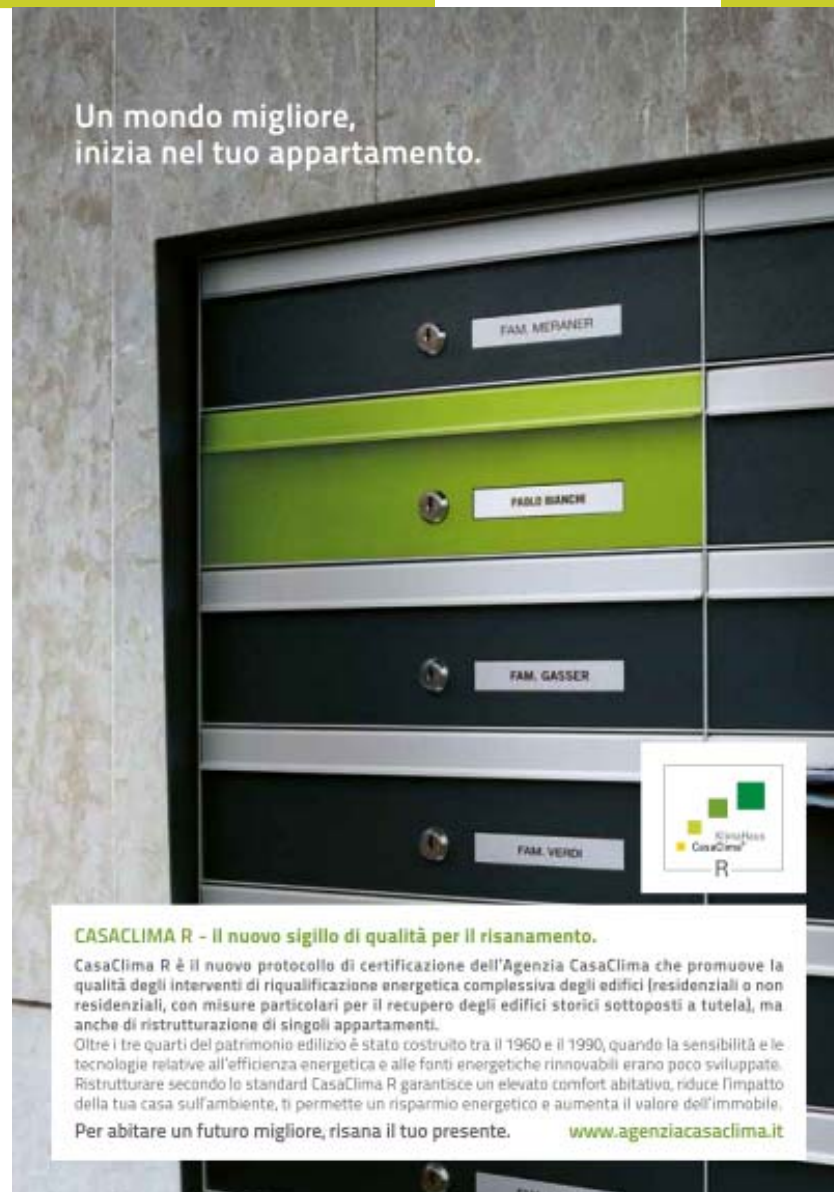 Un mondo migliore,
inizia nel tuo appartamento.
FAM. MERANER
PAOLO BIANCHI
FAM. GASSER
FAM. VERDI
KlimaHaus
CasaClima
R
CASACLIMA R - il nuovo sigillo di qualità per il risanamento.
CasaClima R è il nuovo protocollo di certificazione dell'Agenzia CasaClima che promuove la
qualità degli interventi di riqualificazione energetica complessiva degli edifici (residenziali o non
residenziali, con misure particolari per il recupero degli edifici storici sottoposti a tutela), ma
anche di ristrutturazione di singoli appartamenti.
Oltre i tre quarti del patrimonio edilizio è stato costruito tra il 1960 e il 1990, quando la sensibilità e le
tecnologie relative all'efficienza energetica e alle fonti energetiche rinnovabili erano poco sviluppate.
Ristrutturare secondo lo standard CasaClima R garantisce un elevato comfort abitativo, riduce l'impatto
della tua casa sull'ambiente, ti permette un risparmio energetico e aumenta il valore dell'immobile.
Per abitare un futuro migliore, risana il tuo presente.
www.agenziacasaclima.it